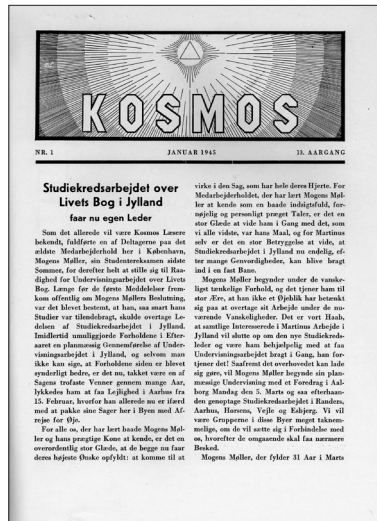 KOSMOS
NR. 1
JANUAR 1945
13. AARGANG
Studiekredsarbejdet over
Livets Bog i Jylland
faar nu egen Leder
Som det allerede vil være Kosmos Læsere
bekendt, fuldførte en af Deltagerne paa det
ældste Medarbejderhold her i København,
Mogens Møller, sin Studentereksamen sidste
Sommer, for derefter helt at stille sig til Raa-
dighed for Undervisningsarbejdet over Livets
Bog. Længe før de første Meddelelser frem-
kom offentlig om Mogens Møllers Beslutning,
var det blevet bestemt, at han, saa snart hans
Studier var tilendebragt, skulde overtage Le-
delsen af Studiekredsarbejdet i Jylland.
Imidlertid umuliggjorde Forholdene i Efter-
aaret en planmæssig Gennemførelse af Under-
visningsarbejdet i Jylland, og selvom man
ikke kan sige, at Forholdene siden er blevet
synderligt bedre, er det nu, takket være en af
Sagens trofaste Venner gennem mange Aar,
lykkedes ham at faa Lejlighed i Aarhus fra
15. Februar, hvorfor han allerede nu er ifærd
med at pakke sine Sager her i Byen med Af-
rejse for Øje.
For alle os, der har lært baade Mogens Møl-
ler og hans prægtige Kone at kende, er det en
overordentlig stor Glæde, at de begge nu faar
deres højeste Ønske opfyldt: at komme til at
virke i den Sag, som har hele deres Hjerte. For
Medarbejderholdet, der har lært Mogens Møl-
ler at kende som en baade indsigtsfuld, for-
nøjelig og personligt præget Taler, er det en
stor Glæde at vide ham i Gang med det, som
vi alle vidste, var hans Maal, og for Martinus
selv er det en stor Betryggelse at vide, at
Studiekredsarbejdet i Jylland nu endelig, ef-
ter mange Genvordigheder, kan blive bragt
ind i en fast Bane.
Mogens Møller begynder under de vanske-
ligst tænkelige Forhold, og det tjener ham til
stor Ære, at han ikke et Øjeblik har betænkt
sig paa at overtage sit Arbejde under de nu-
værende Vanskeligheder. Det er vort Haab,
at samtlige Interesserede i Martinus Arbejde i
Jylland vil slutte op om den nye Studiekreds-
leder og være ham behjælpelig med at faa
Undervisningsarbejdet bragt i Gang, han for-
tjener det! Saafremt det overhovedet kan lade
sig gøre, vil Mogens Møller begynde sin plan-
mæssige Undervisning med et Foredrag i Aal-
borg Mandag den 5. Marts og saa efterhaan-
den genoptage Studiekredsarbejdet i Randers,
Aarhus, Horsens, Vejle og Esbjerg. Vi vil
være Grupperne i disse Byer meget taknem-
melige, om de vil sætte sig i Forbindelse med
os, hvorefter de omgaaende skal faa nærmere
Besked.
Mogens Møller, der fylder 31 Aar i Marts